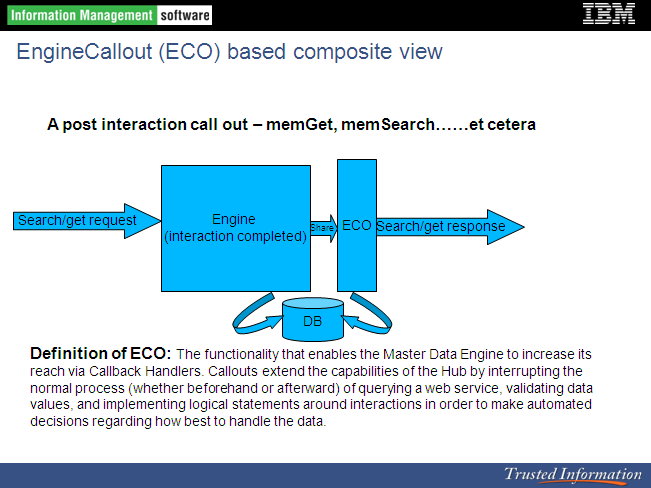 Information Management software
IBM
EngineCallout (ECO) based composite view
A post interaction call out – memGet, memSearch……et cetera
Search/get request
Engine
(interaction completed)
Share
ECO
Search/get response
DB
Definition of ECO: The functionality that enables the Master Data Engine to increase its
reach via Callback Handlers. Callouts extend the capabilities of the Hub by interrupting the
normal process (whether beforehand or afterward) of querying a web service, validating data
values, and implementing logical statements around interactions in order to make automated
decisions regarding how best to handle the data.
Trusted Information